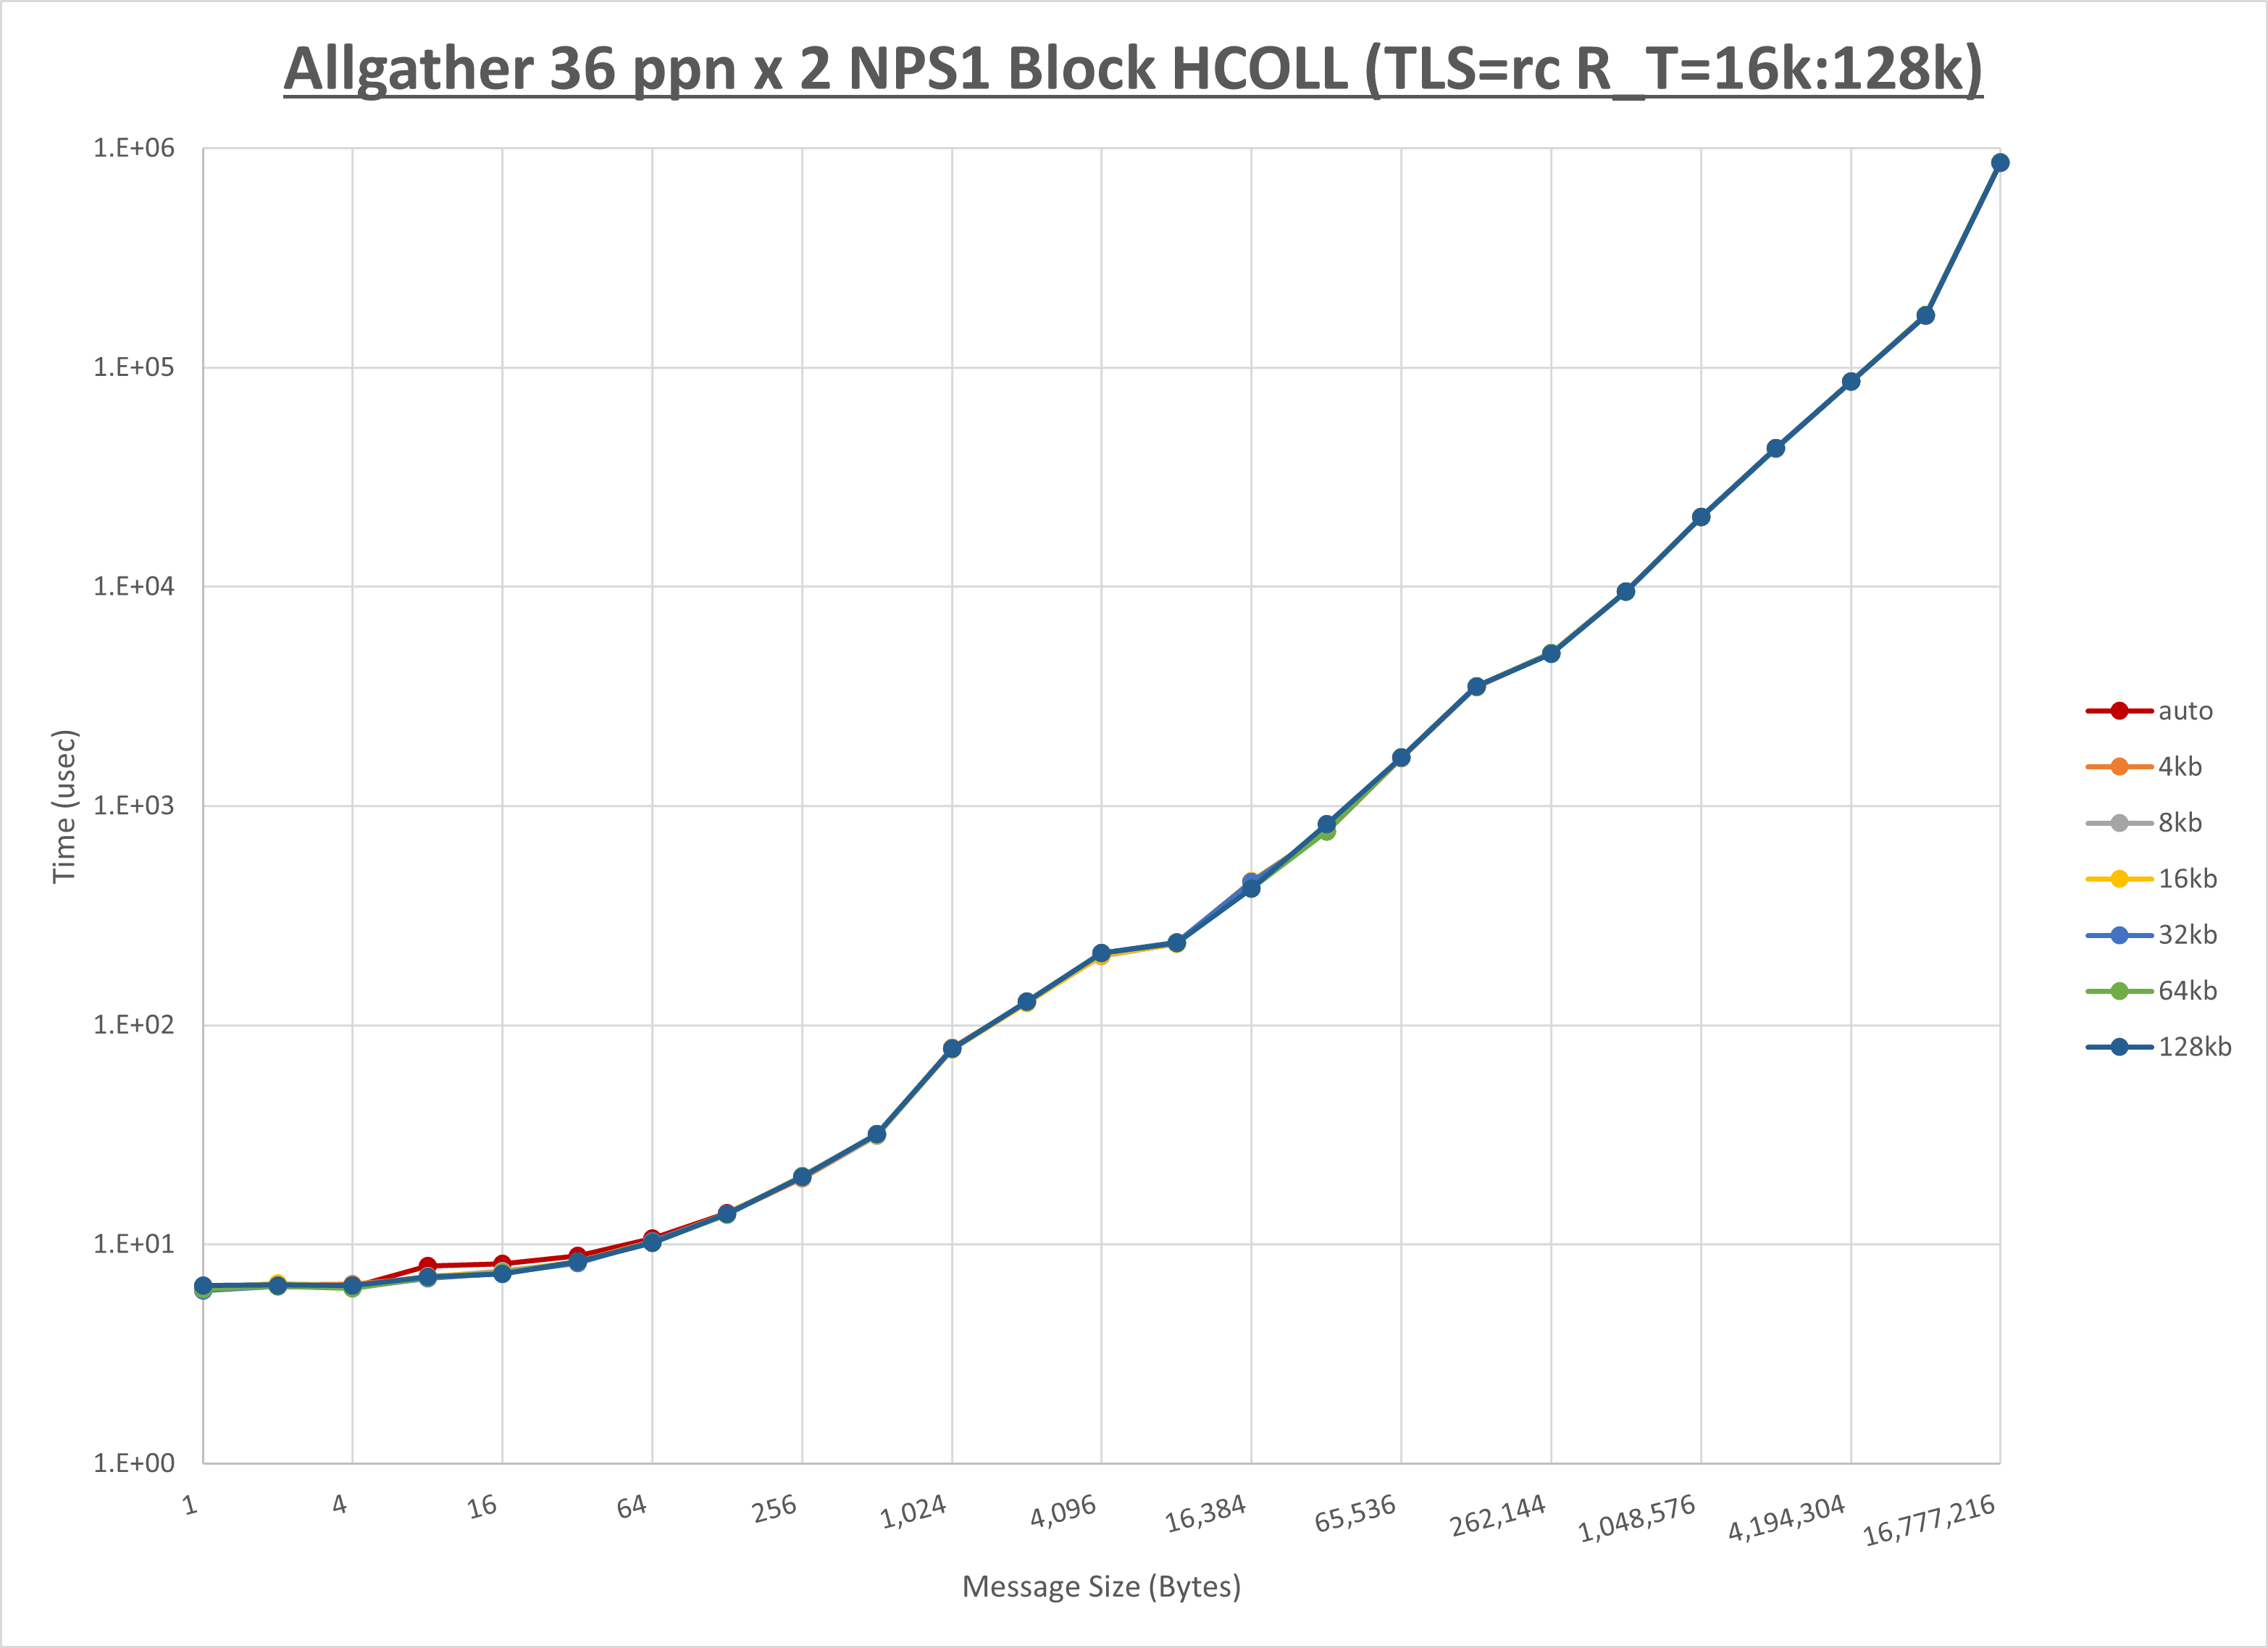 Allgather 36 ppn x 2 NPS1 Block HCOLL (TLS=rc R_T=16k:128k)
1.E+06
1.E+05
1.E+04
1.E+03
1.E+02
1.E+01
1.E+00
Time (usec)
1 4 16 64 256 1,024 4,096 16,384 65,536 262,144 1,048,576 4,194,304 16,777,216
Message Size (Bytes)
auto
4kb
8kb
16kb
32kb
64kb
128kb